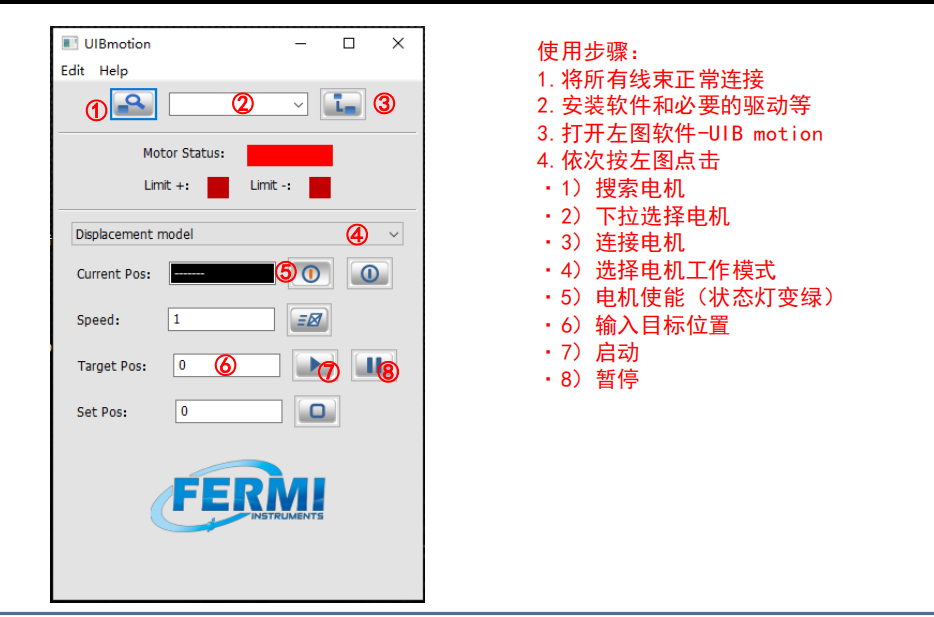 UIBmotion
Edit Help
①
②
③
Motor Status:
Limit +: Limit -:
Displacement model ④
Current Pos: ------- ⑤
Speed: 1
Target Pos: 0 ⑥ ⑦ ⑧
Set Pos: 0
FERMI
INSTRUMENTS
使用步骤:
1.将所有线束正常连接
2.安装软件和必要的驱动等
3.打开左图软件-UIB motion
4.依次按左图点击
·1）搜索电机
·2）下拉选择电机
·3）连接电机
·4）选择电机工作模式
·5）电机使能（状态灯变绿）
·6）输入目标位置
·7）启动
·8）暂停